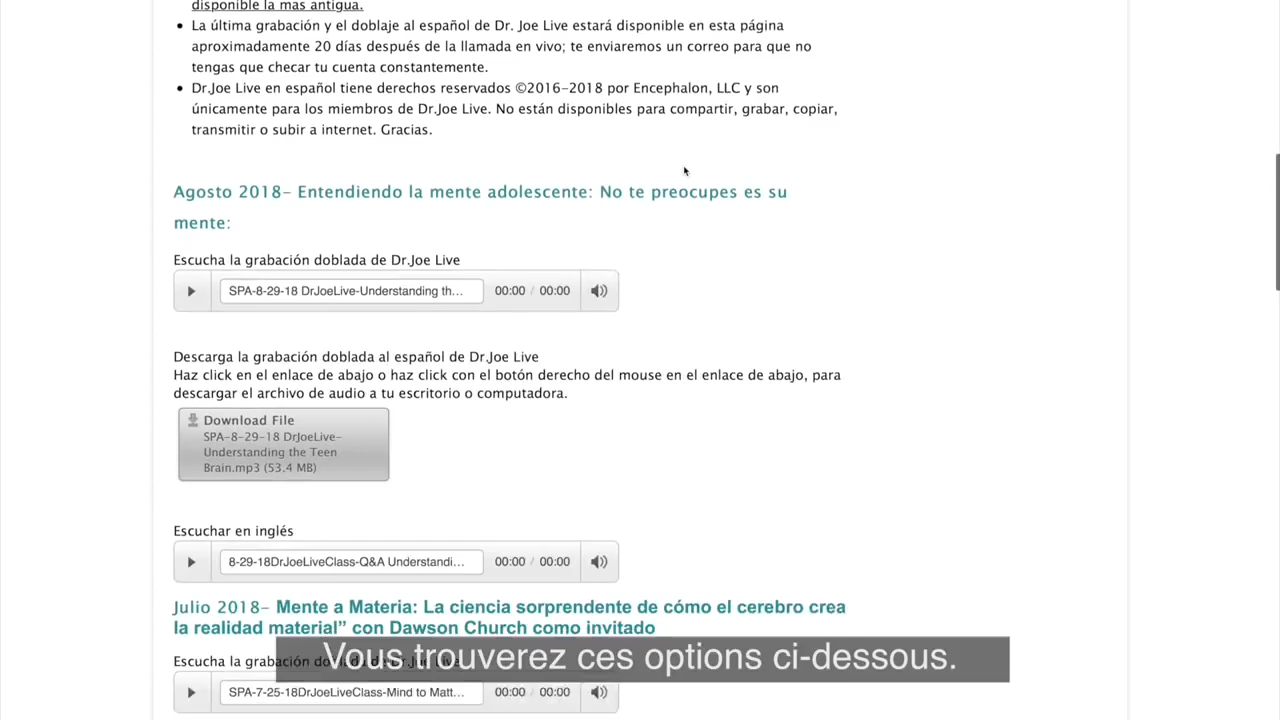 disponible la mas antigua.
• La última grabación y el doblaje al español de Dr. Joe Live estará disponible en esta página
aproximadamente 20 días después de la llamada en vivo; te enviaremos un correo para que no
tengas que checar tu cuenta constantemente.
• Dr.Joe Live en español tiene derechos reservados ©2016-2018 por Encephalon, LLC y son
únicamente para los miembros de Dr.Joe Live. No están disponibles para compartir, grabar, copiar,
transmitir o subir a internet. Gracias.
Agosto 2018- Entendiendo la mente adolescente: No te preocupes es su
mente:
Escucha la grabación doblada de Dr.Joe Live
SPA-8-29-18 DrJoeLive-Understanding th... 00:00 / 00:00
Descarga la grabación doblada al español de Dr.Joe Live
Haz click en el enlace de abajo o haz click con el botón derecho del mouse en el enlace de abajo, para
descargar el archivo de audio a tu escritorio o computadora.
Download File
SPA-8-29-18 DrJoeLive-
Understanding the Teen
Brain.mp3 (53.4 MB)
Escuchar en inglés
8-29-18DrJoeLiveClass-Q&A Understandi... 00:00 / 00:00
Julio 2018- Mente a Materia: La ciencia sorprendente de cómo el cerebro crea
la realidad material” con Dawson Church como invitado
Escucha la grabación doblada de Dr.Joe Live
Vous trouverez ces options ci-dessous.
SPA-7-25-18DrJoeLiveClass-Mind to Matt... 00:00 / 00:00